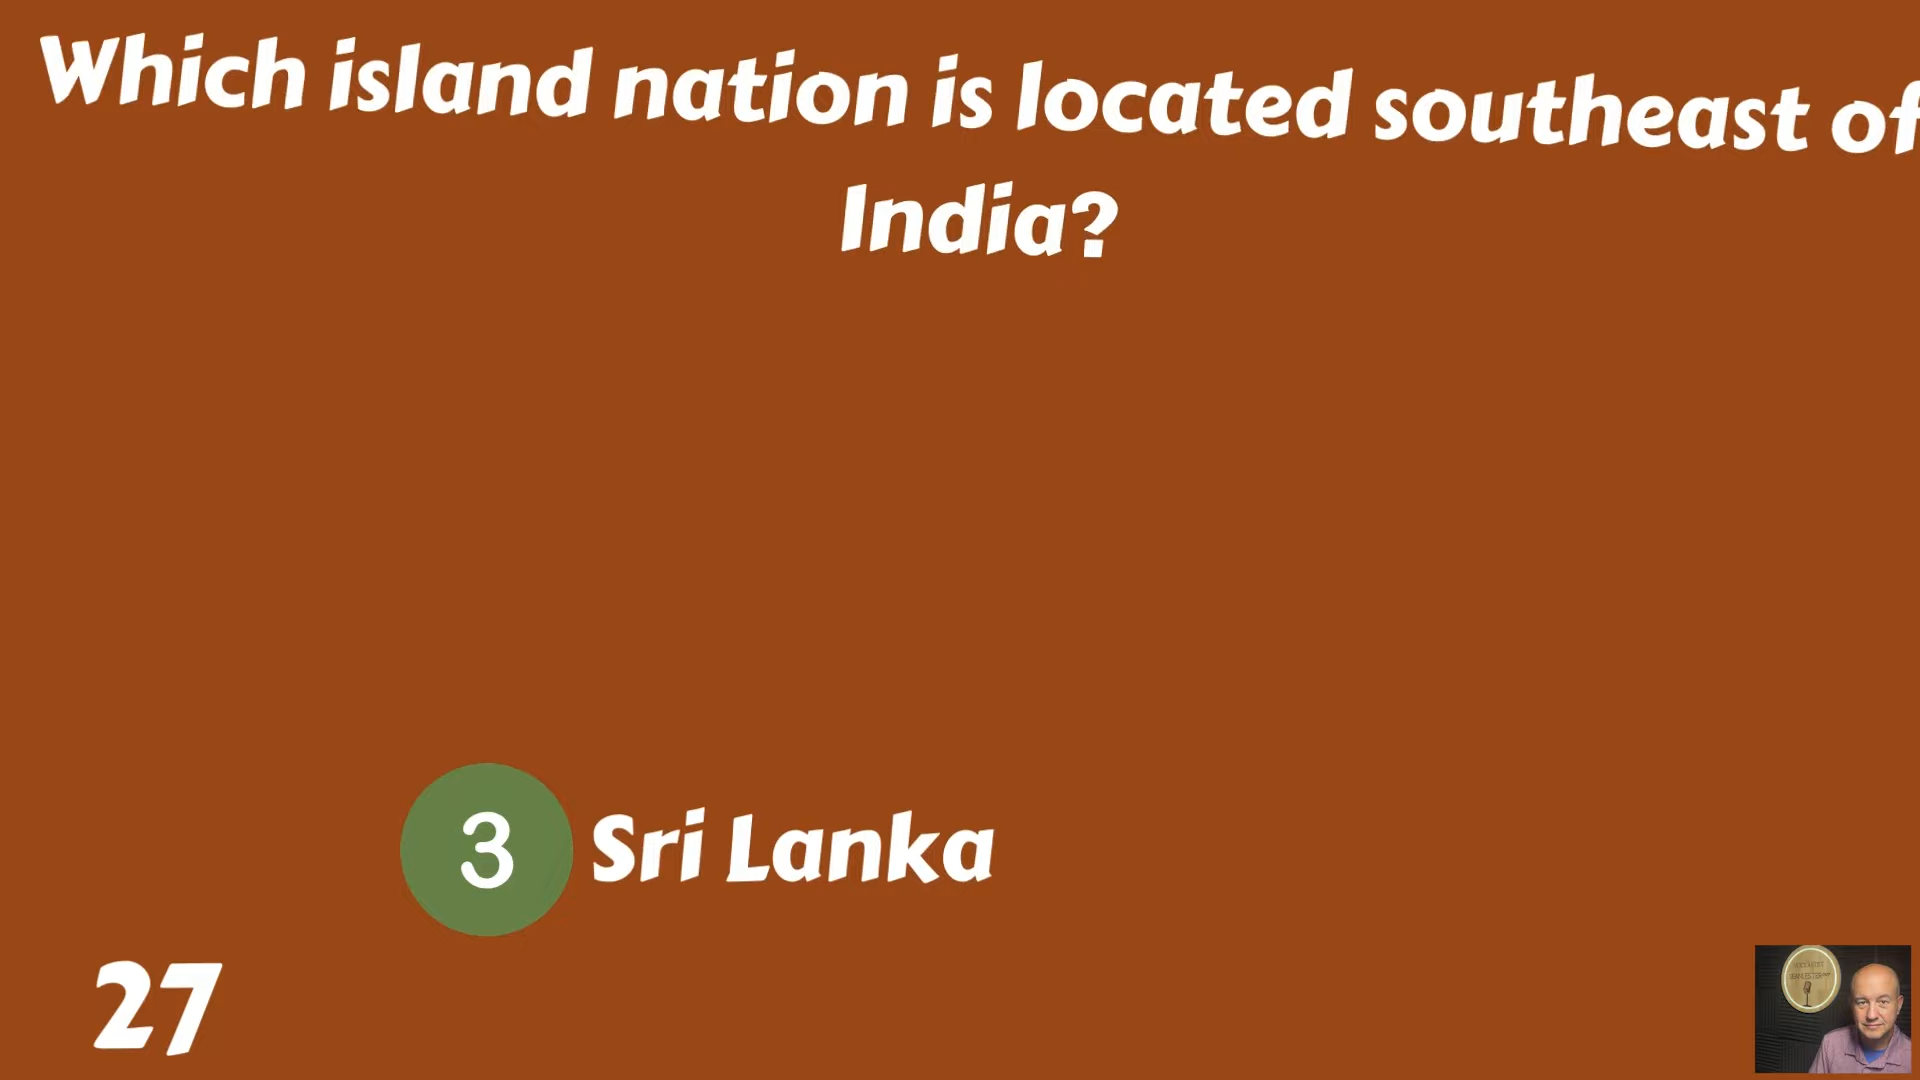 Which island nation is located southeast of
India?
3 Sri Lanka
27